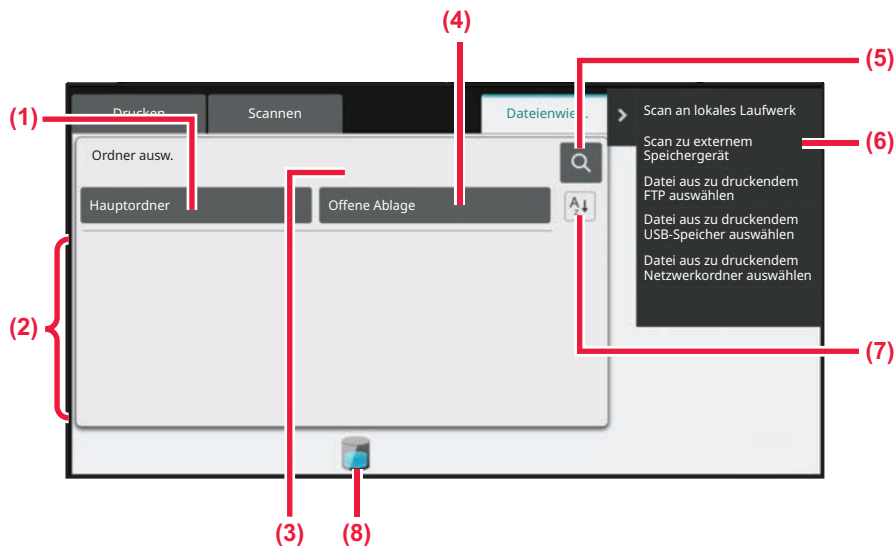 (4)
(5)
(1)
Drucken
Scannen
Dateienwie...
Scan an lokales Laufwerk
(6)
Scan zu externem
Speichergerät
Ordner ausw.
Datei aus zu druckendem
FTP auswählen
Hauptordner
Offene Ablage
A
z
Datei aus zu druckendem
USB-Speicher auswählen
(2)
Datei aus zu druckendem
Netzwerkordner auswählen
(7)
(3)
(8)